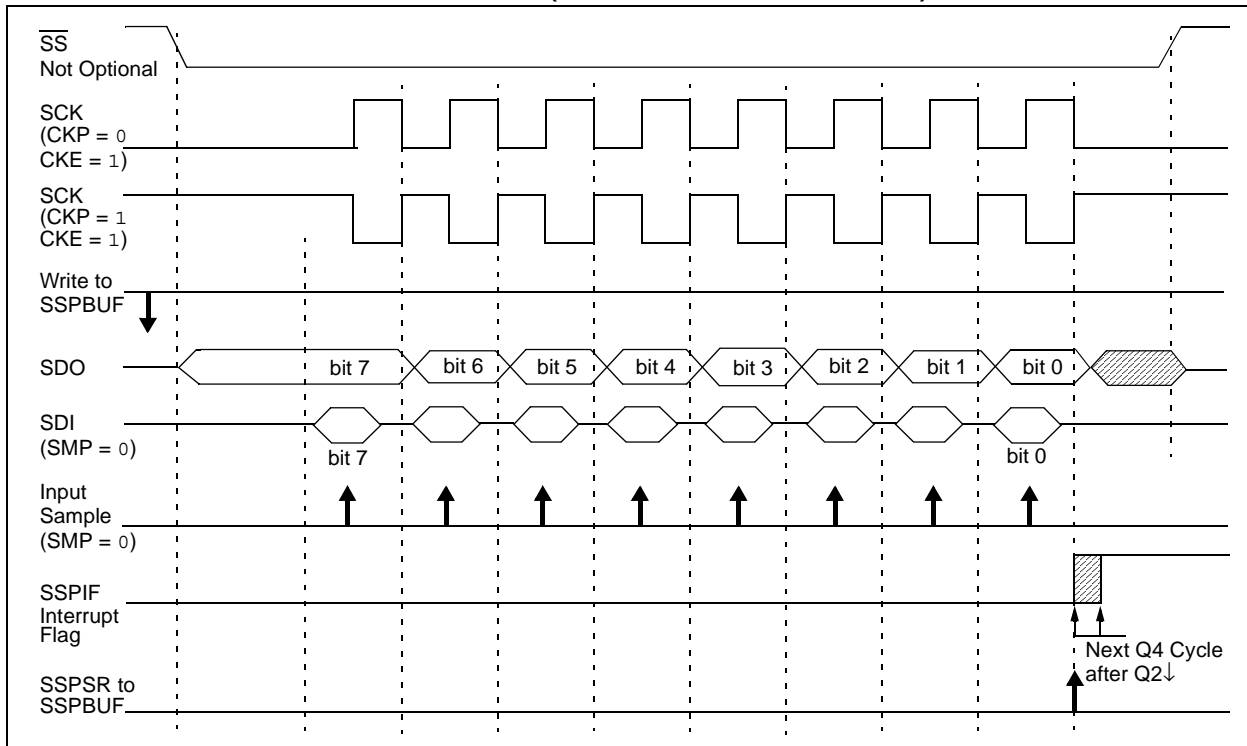 SS
Not Optional
SCK
(CKP = 0
CKE = 1)
SCK
(CKP = 1
CKE = 1)
Write to
SSPBUF
SDO
bit 7 bit 6 bit 5 bit 4 bit 3 bit 2 bit 1 bit 0
SDI
(SMP = 0)
bit 7 bit 0
Input
Sample
(SMP = 0)
SSPIF
Interrupt
Flag
Next Q4 Cycle
after Q2↓
SSPSR to
SSPBUF